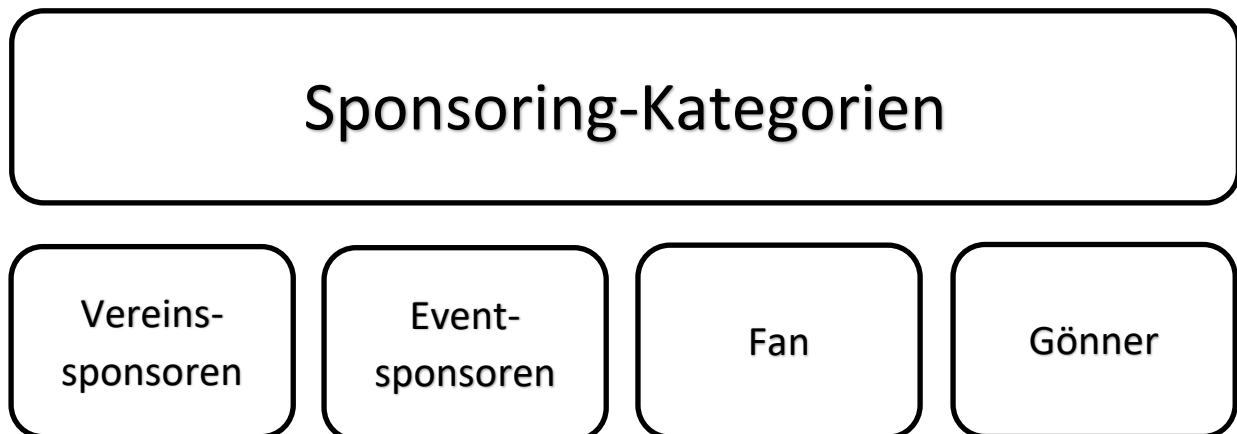 Sponsoring-Kategorien
Vereins-
sponsoren
Event-
sponsoren
Fan
Gönner